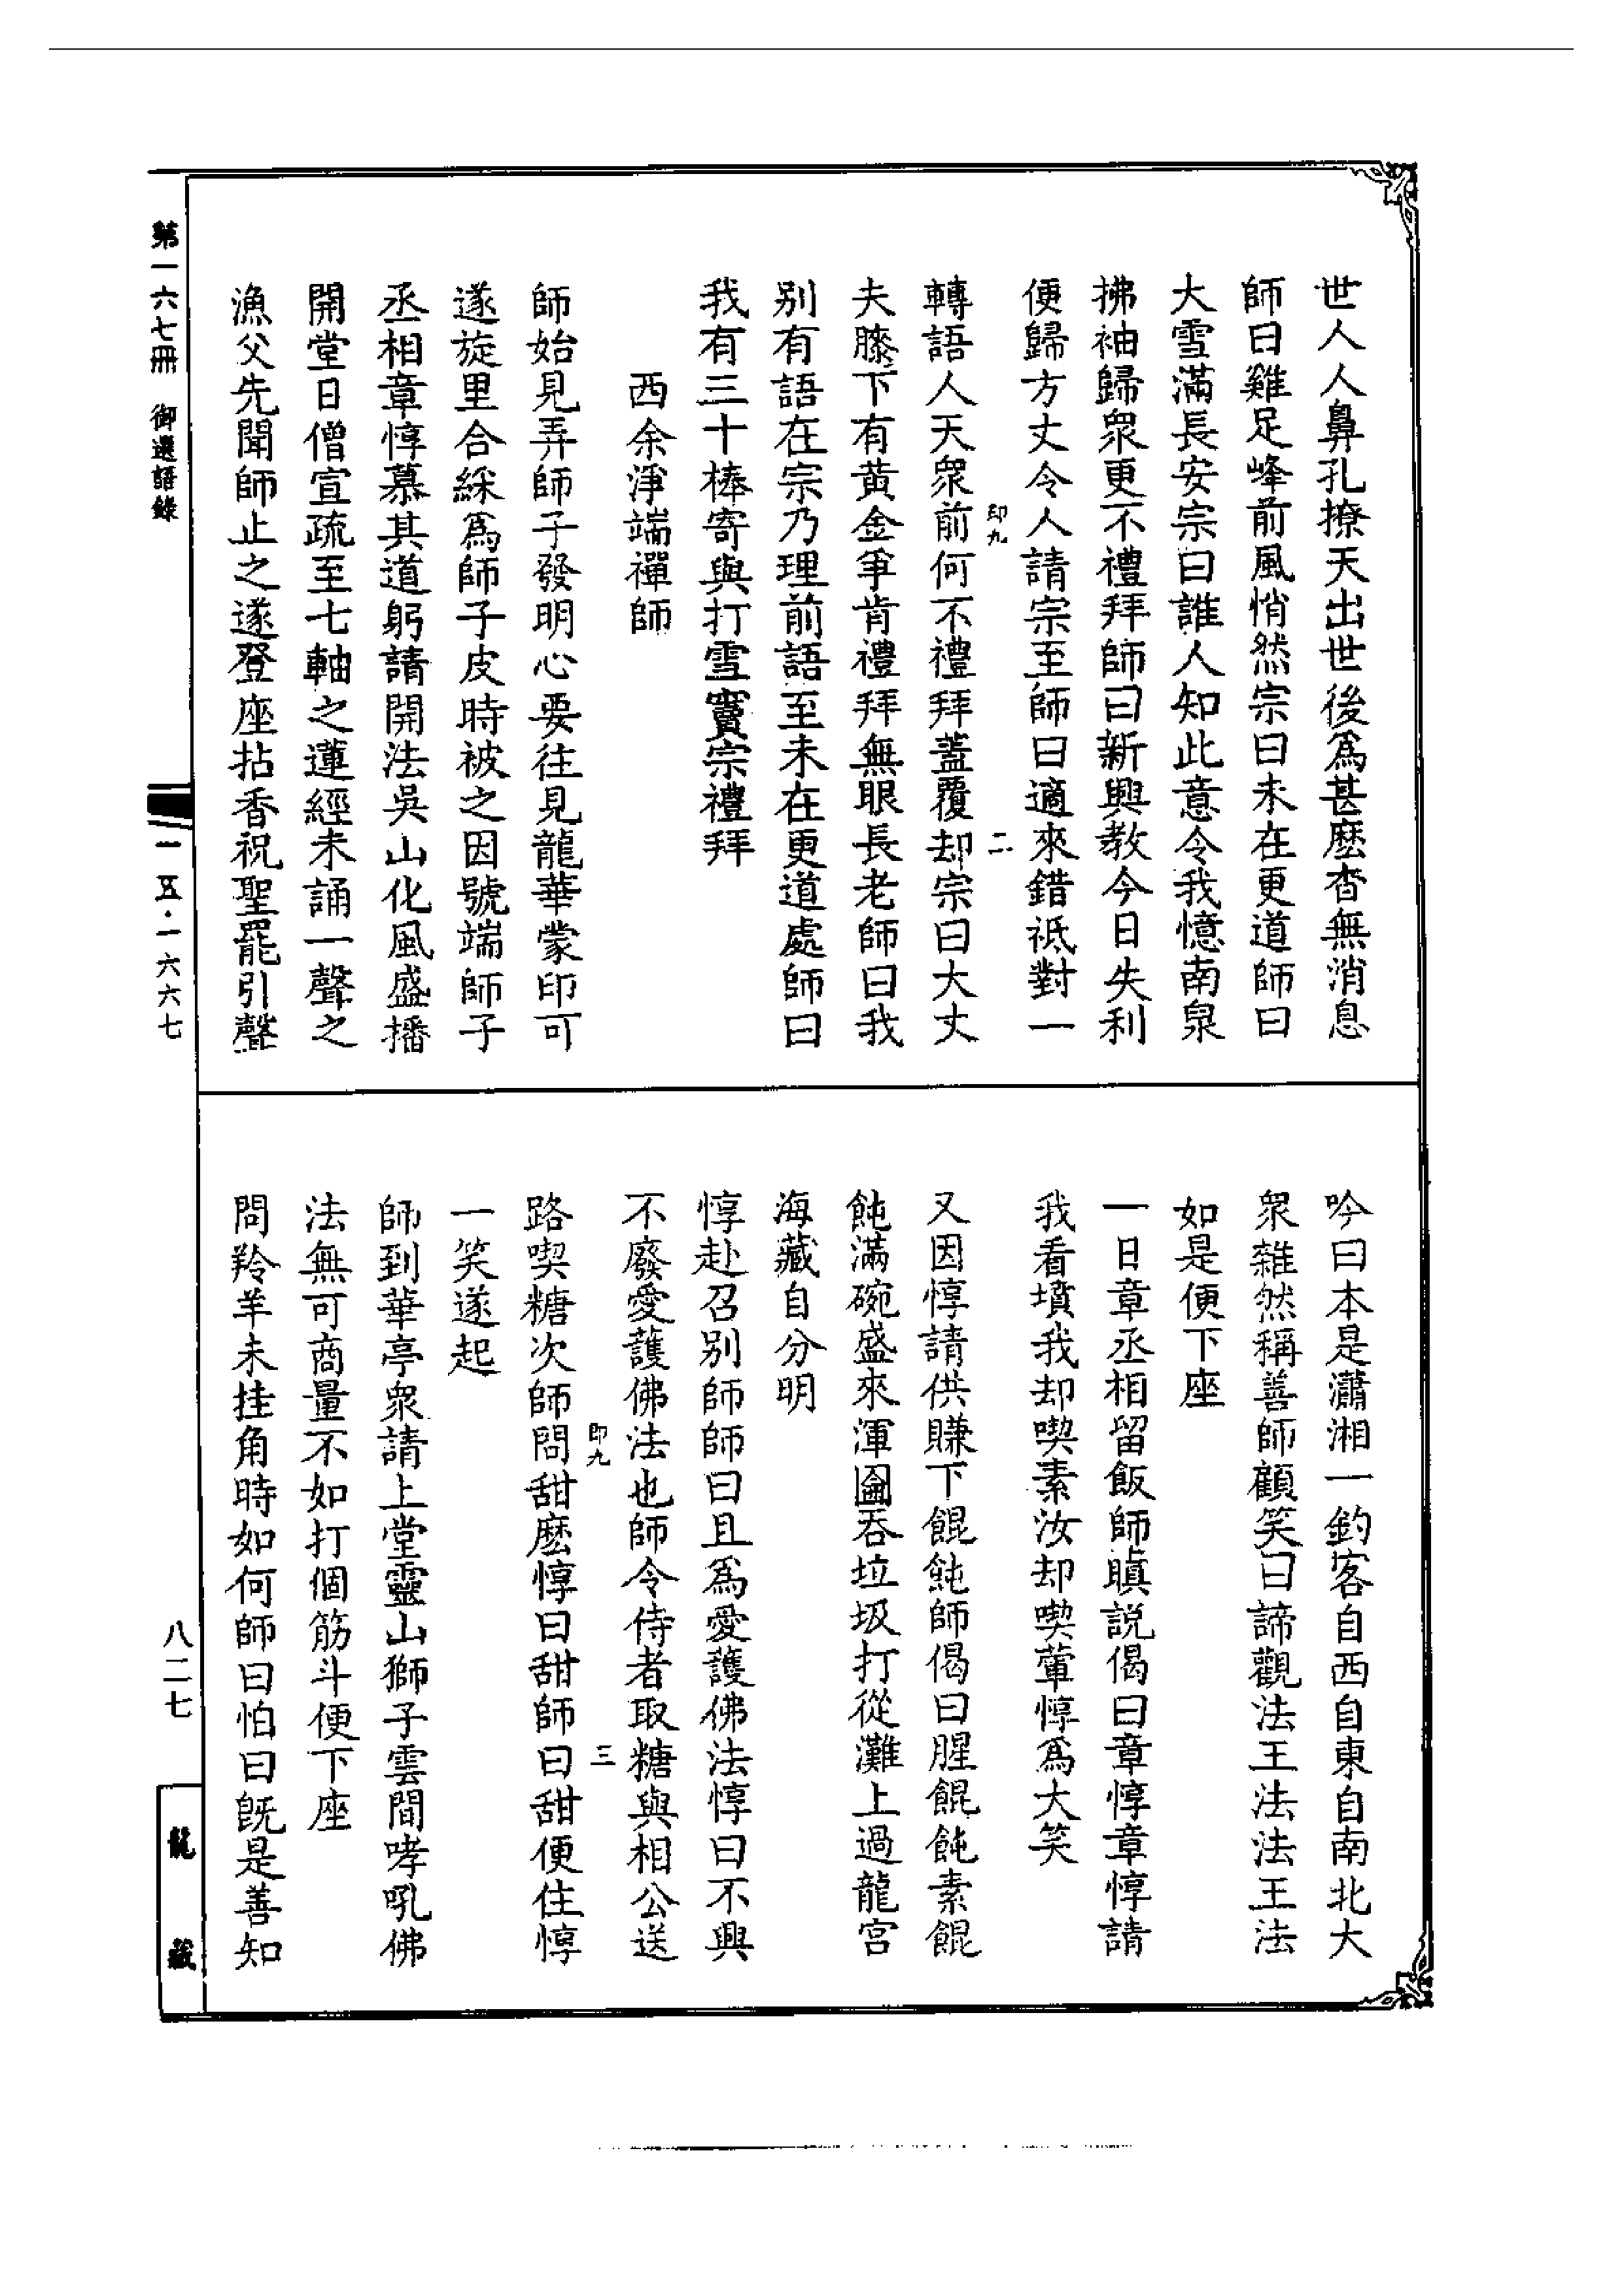 世人人鼻孔撩天出世後爲甚麽杳無消息
師曰雞足峰前風悄然宗曰未在更道師曰
大雪滿長安宗曰誰人知此意令我憶南泉
拂袖歸衆更不禮拜師曰新興教今日失利
便歸方丈令人請宗至師曰適來錯祇對一
印九 二
轉語人天衆前何不禮拜蓋覆却宗曰大丈
夫膝下有黃金爭肯禮拜無眼長老師曰我
別有語在宗乃理前語至未在更道處師曰
我有三十棒寄與打雪竇宗禮拜
西余淨端禪師
師始見弄師子發明心要往見龍華蒙印可
遂旋里合綵爲師子皮時被之因號端師子
丞相章惇慕其道躬請開法吳山化風盛播
開堂日僧宣疏至七軸之蓮經未誦一聲之
漁父先聞師止之遂登座拈香祝聖罷引聲
吟曰本是瀟湘一釣客自西自東自南北大
衆雜然稱善師顧笑曰諦觀法王法法王法
如是便下座
一日章丞相留飯師瞋說偈曰章惇章惇請
我看墳我却喫素汝却喫葷惇爲大笑
又因惇請供賺下餛飩師偈曰腥餛飩素餛
飩滿碗盛來渾圇吞垃圾打從灘上過龍宮
海藏自分明
惇赴召別師師曰且爲愛護佛法惇曰不興
不廢愛護佛法也師令侍者取糖與相公送
印九 三
路喫糖次師問甜麽惇曰甜師曰甜便住惇
一笑遂起
師到華亭衆請上堂靈山獅子雲間哮吼佛
法無可商量不如打個筋斗便下座
問羚羊未挂角時如何師曰怕曰旣是善知
第一六七冊 御選語錄
一五·一六六七
八二七
龍藏